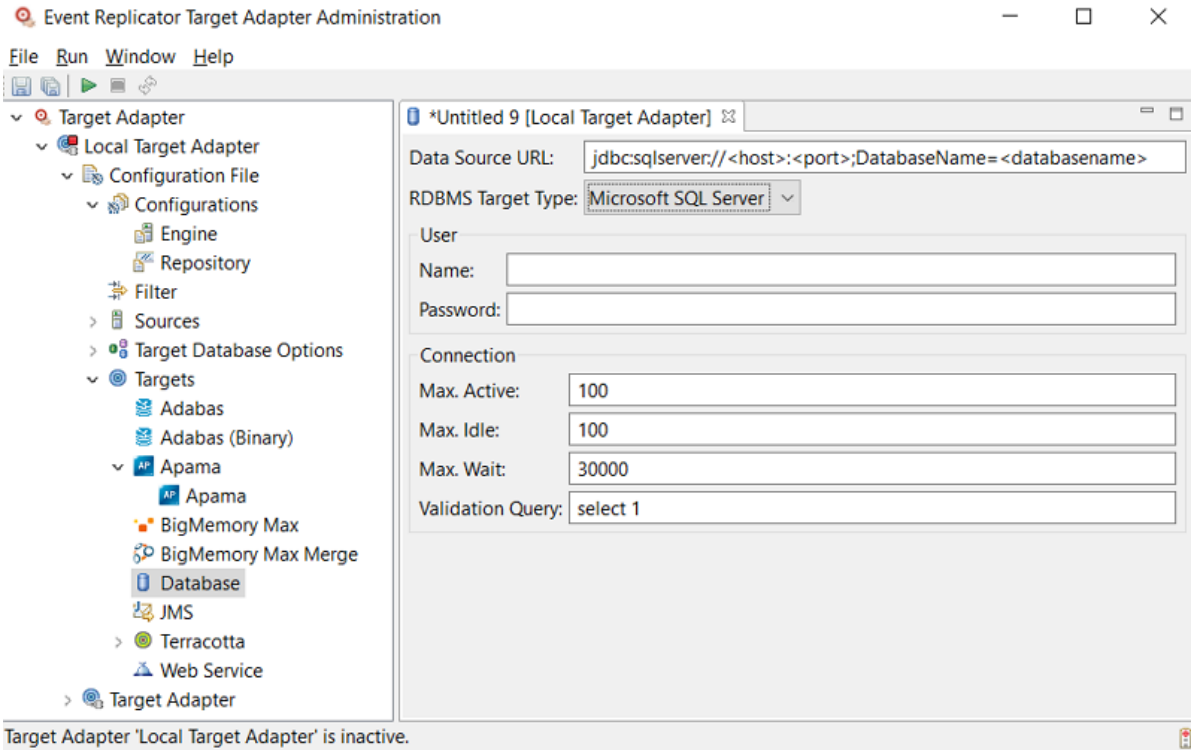 Event Replicator Target Adapter Administration
File Run Window Help
Target Adapter
Local Target Adapter
Configuration File
Configurations
Engine
Repository
Filter
Sources
Target Database Options
Targets
Adabas
Adabas (Binary)
AP Apama
AP Apama
BigMemory Max
BigMemory Max Merge
Database
JMS
Terracotta
Web Service
Target Adapter
*Untitled 9 [Local Target Adapter]
Data Source URL: jdbc:sqlserver://<host>:<port>;DatabaseName=<databasename>
RDBMS Target Type: Microsoft SQL Server
User
Name:
Password:
Connection
Max. Active: 100
Max. Idle: 100
Max. Wait: 30000
Validation Query: select 1
Target Adapter 'Local Target Adapter' is inactive.